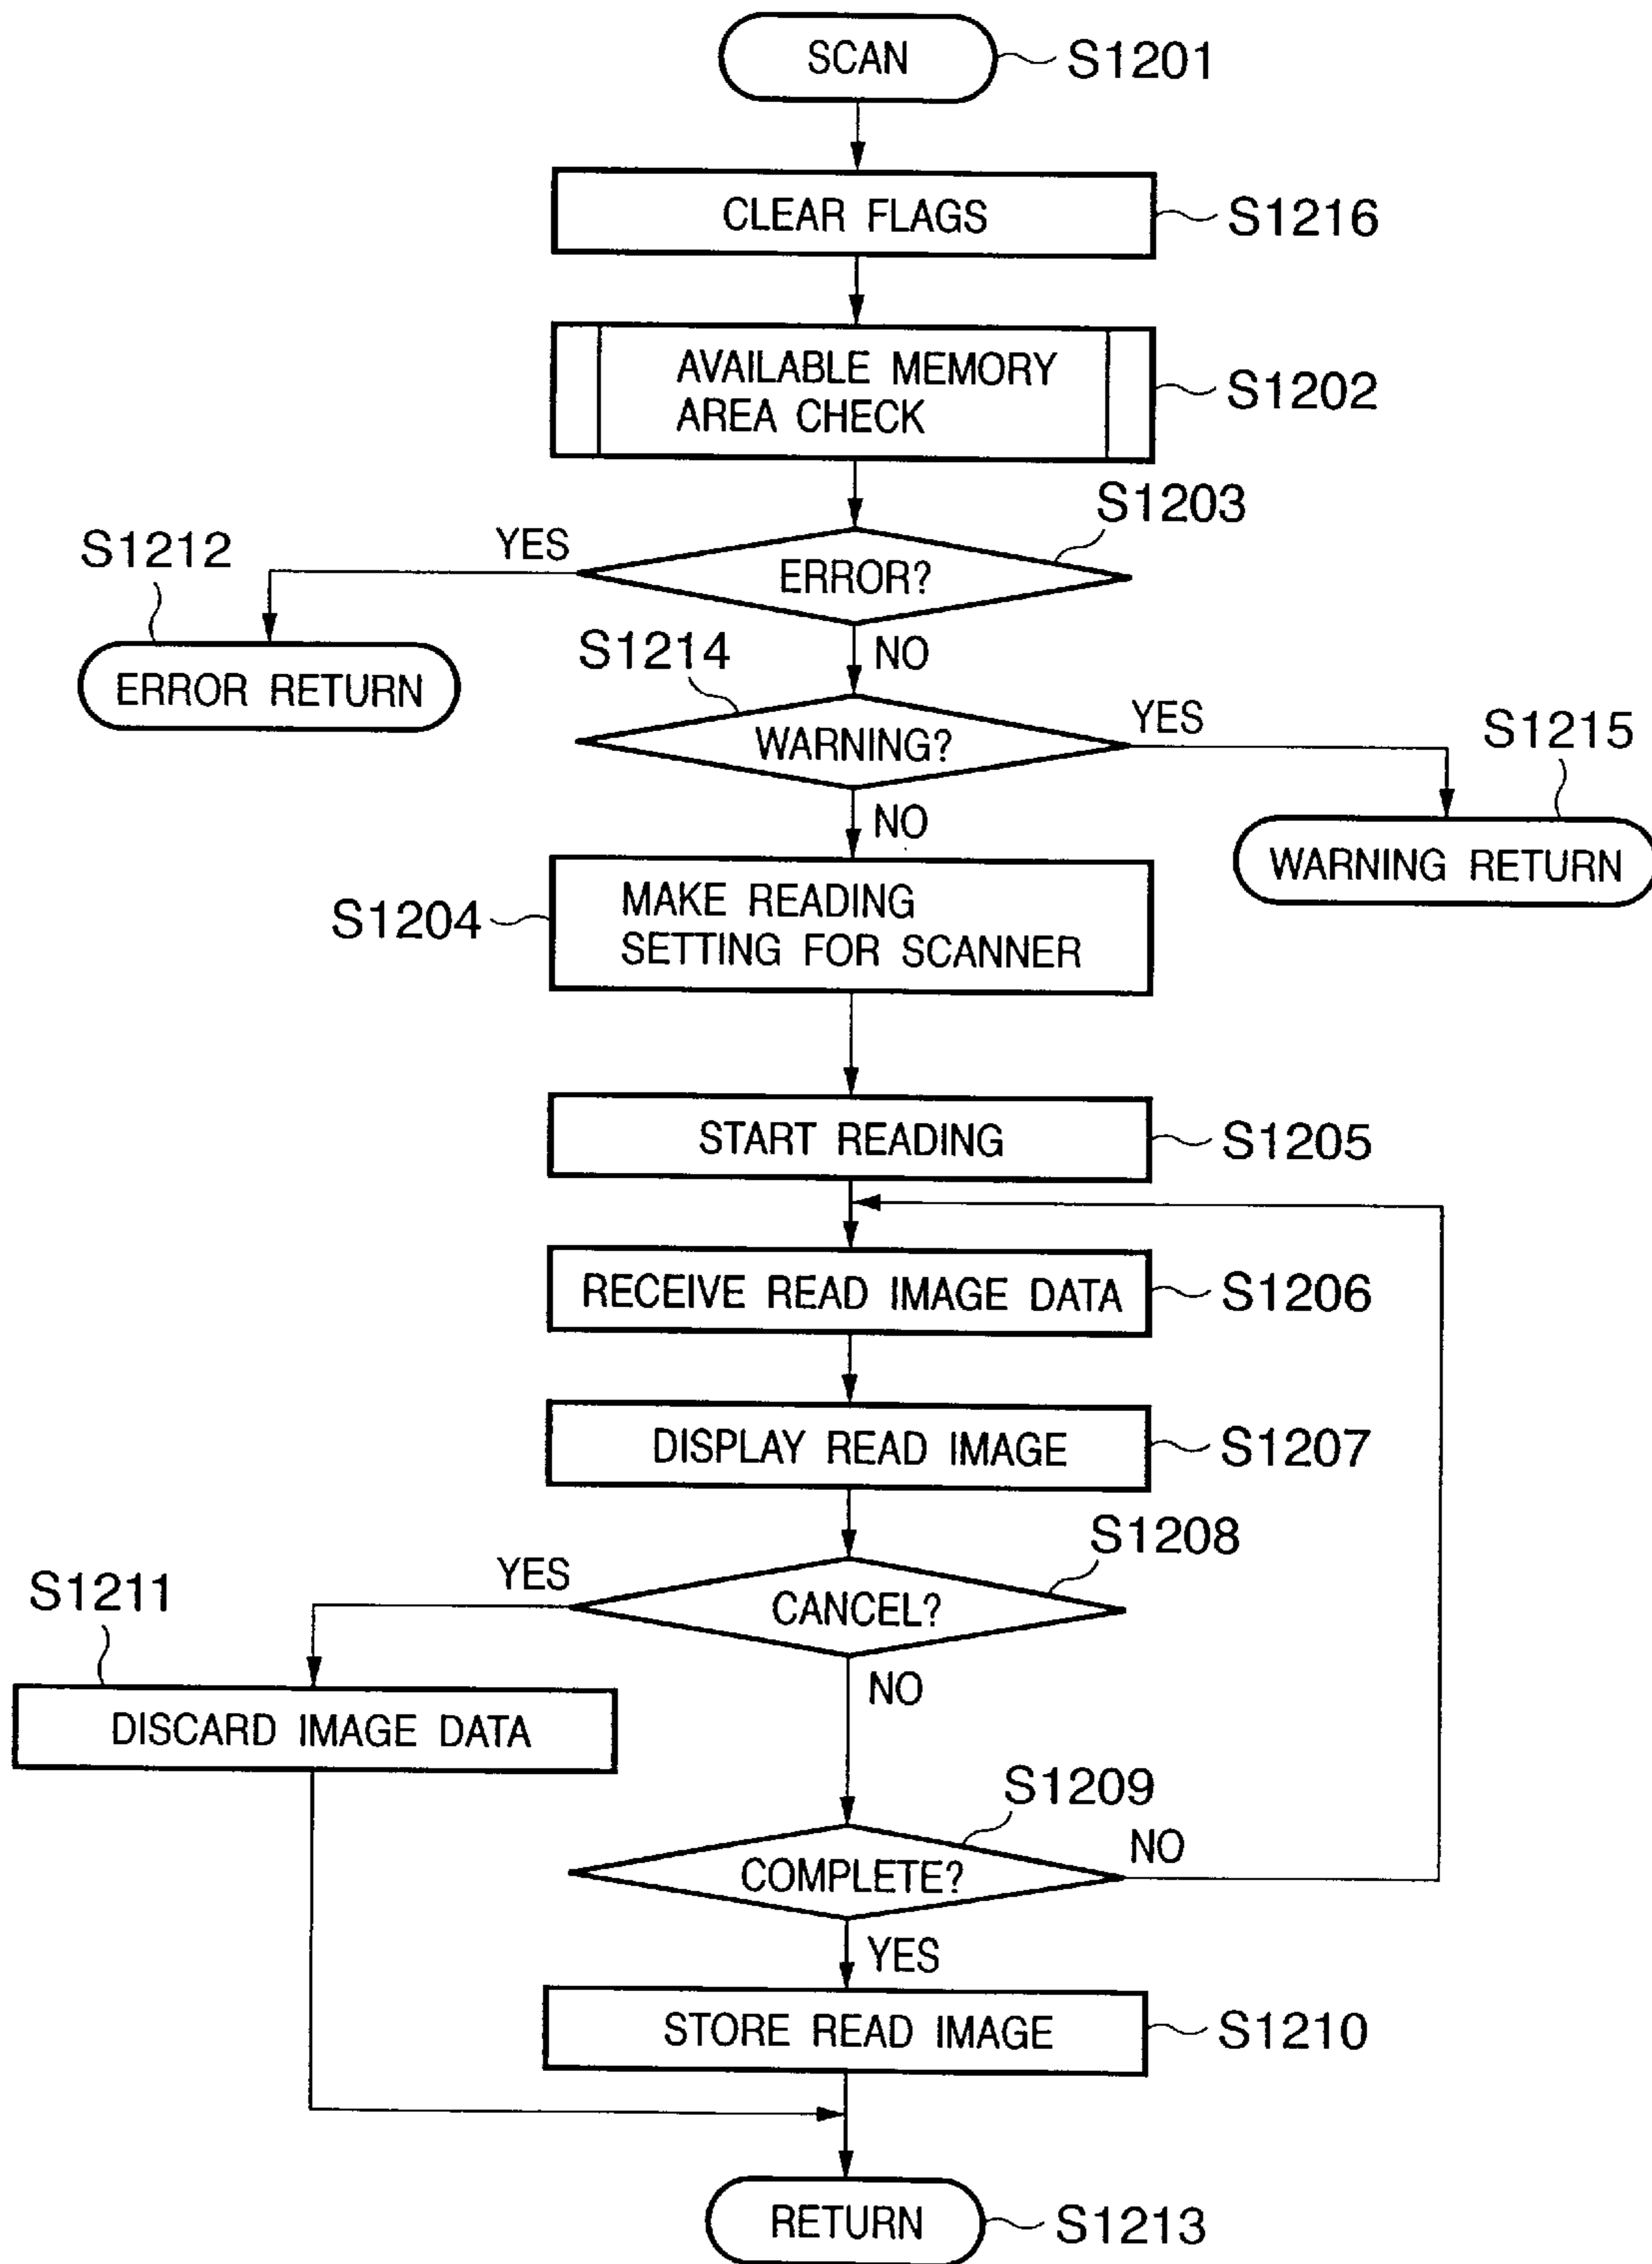 SCAN
S1201
CLEAR FLAGS
S1216
AVAILABLE MEMORY
AREA CHECK
S1202
S1203
S1212
YES
ERROR?
NO
ERROR RETURN
S1214
YES
WARNING?
S1215
NO
WARNING RETURN
S1204
MAKE READING
SETTING FOR SCANNER
START READING
S1205
RECEIVE READ IMAGE DATA
S1206
DISPLAY READ IMAGE
S1207
S1208
S1211
YES
CANCEL?
NO
DISCARD IMAGE DATA
S1209
NO
COMPLETE?
YES
STORE READ IMAGE
S1210
RETURN
S1213